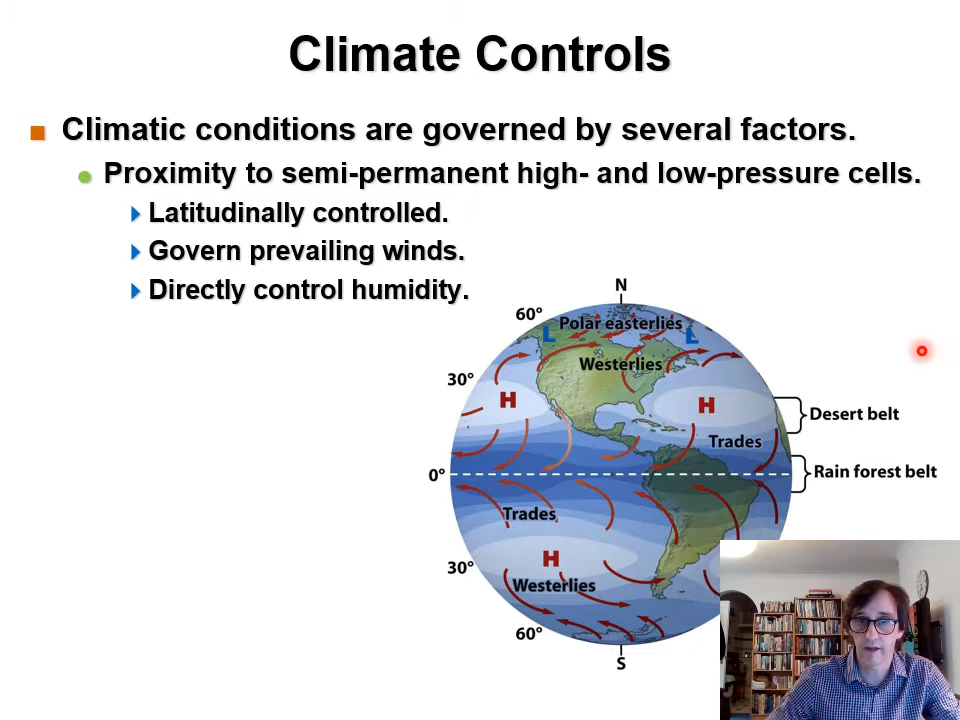 Climate Controls
Climatic conditions are governed by several factors.
Proximity to semi-permanent high- and low-pressure cells.
Latitudinally controlled.
Govern prevailing winds.
Directly control humidity.
N
60°
Polar easterlies
L
L
Westerlies
30°
H
H
Desert belt
Trades
0°
Rain forest belt
Trades
H
30°
Westerlies
60°
S